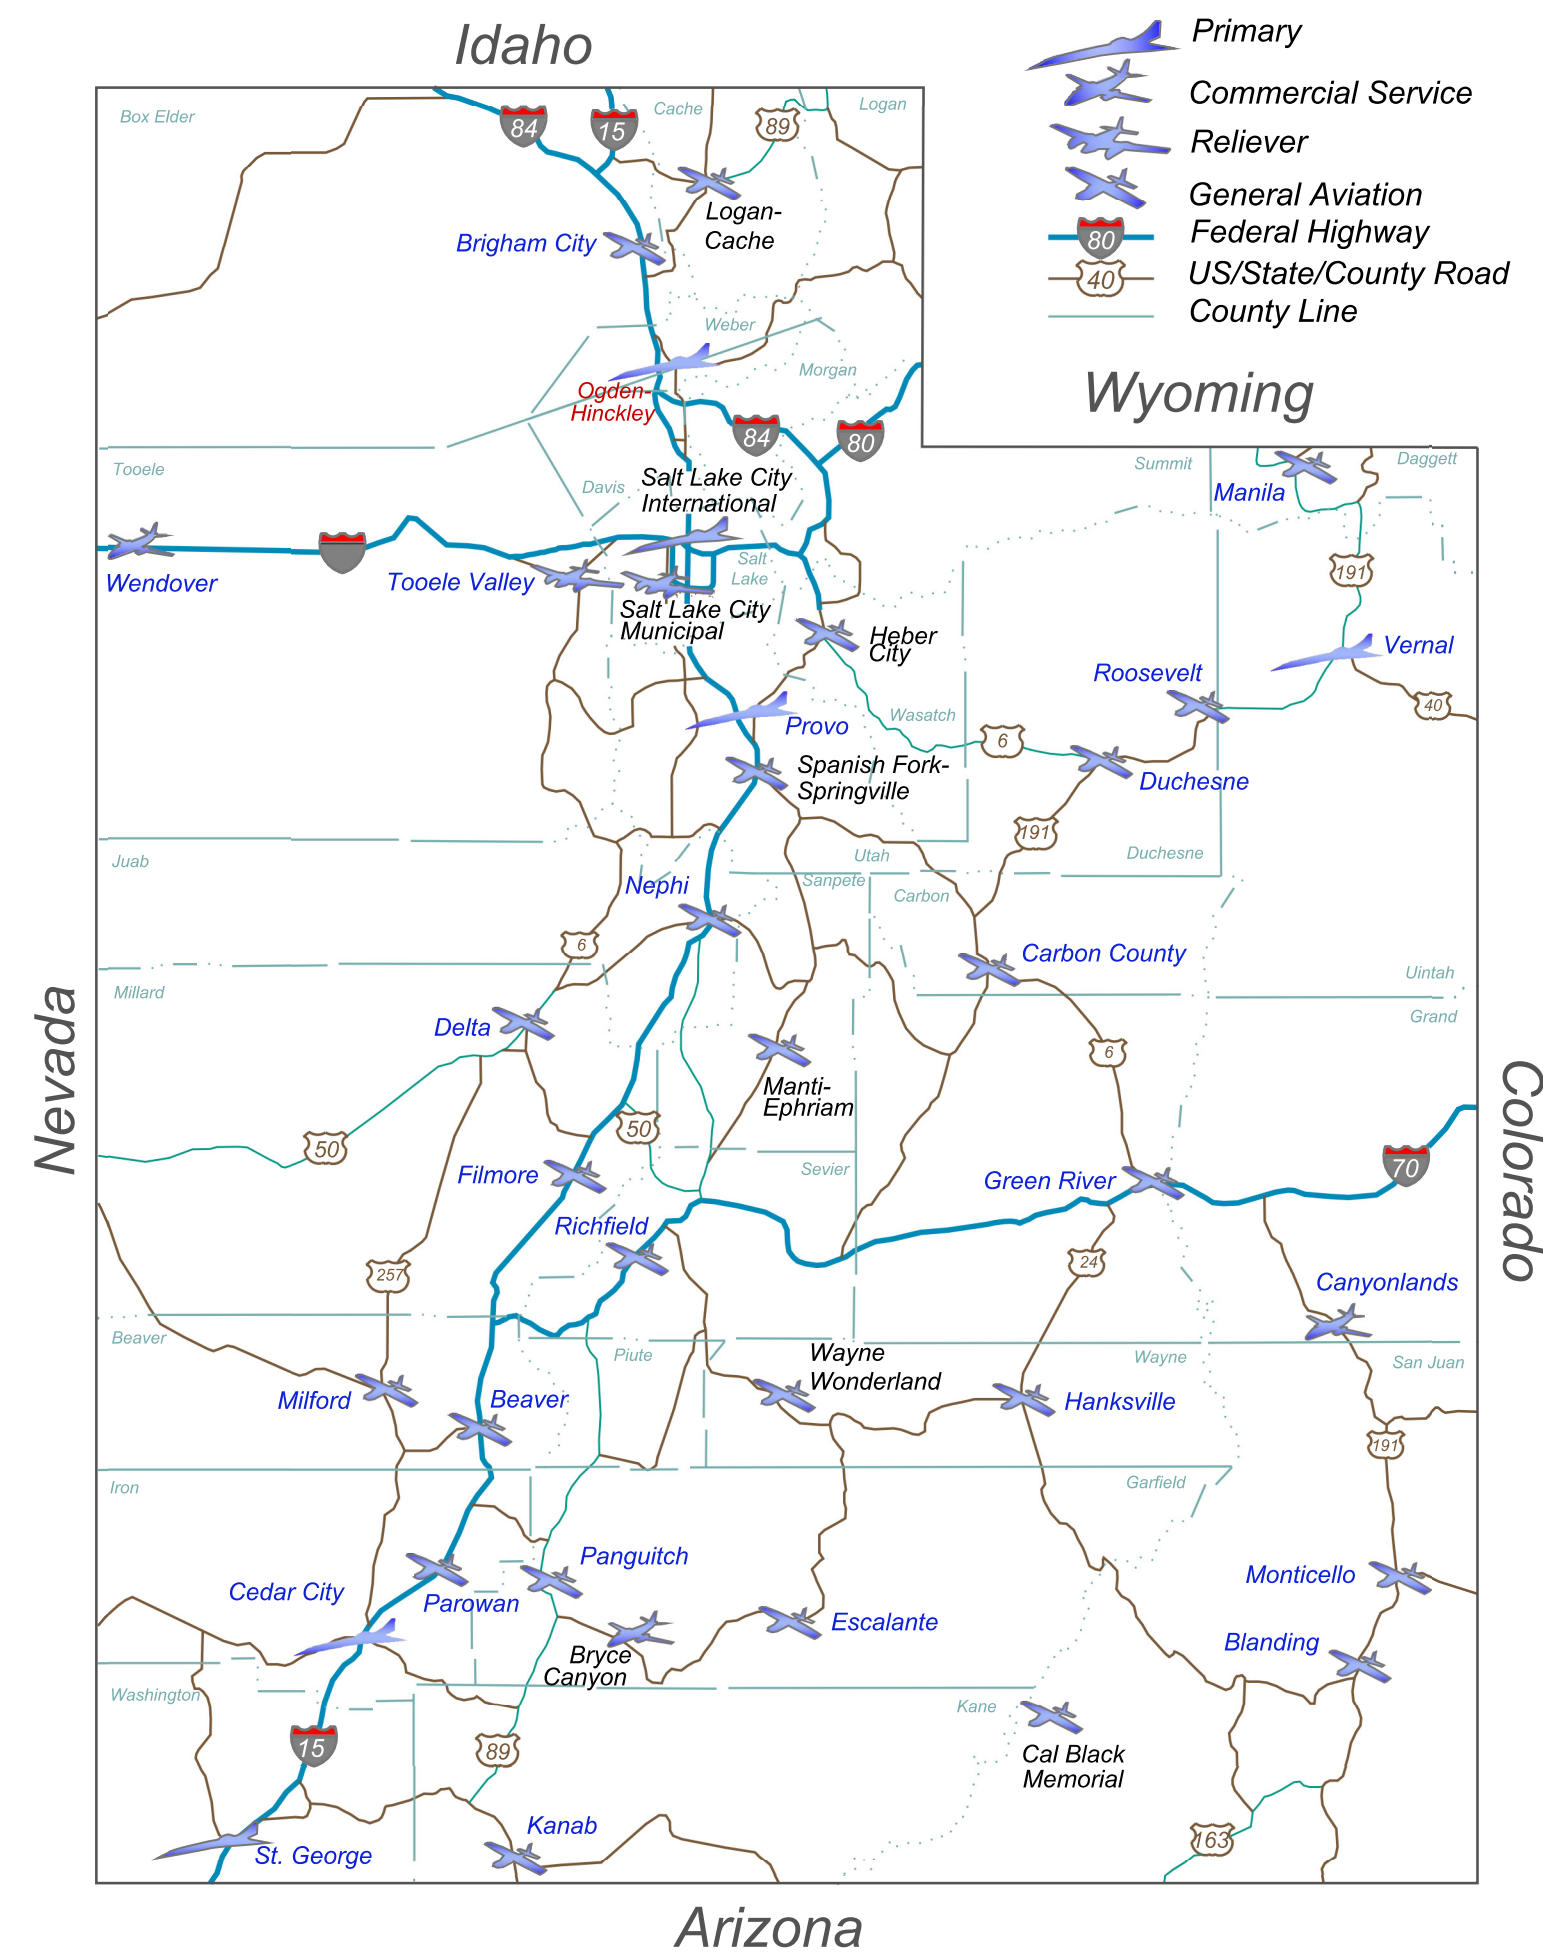 Idaho
Primary
Commercial Service
Reliever
General Aviation
80
Federal Highway
40
US/State/County Road
County Line
Box Elder
84
15
Cache
89
Logan
Logan-
Cache
Brigham City
Weber
Morgan
Ogden-
Hinckley
Wyoming
84
80
Tooele
Davis
Salt Lake City
International
Summit
Daggett
Manila
Wendover
Tooele Valley
Salt
Lake
191
Salt Lake City
Municipal
Heber
City
Vernal
Roosevelt
40
Wasatch
Provo
6
Spanish Fork-
Springville
Duchesne
191
Juab
Utah
Duchesne
Nephi
Sanpete
Carbon
6
Carbon County
Uintah
Millard
Grand
Delta
6
Nevada
Manti-
Ephriam
50
50
Colorado
Filmore
Sevier
Green River
70
Richfield
24
257
Canyonlands
Beaver
Piute
Wayne
Wonderland
Wayne
San Juan
Milford
Beaver
Hanksville
191
Iron
Garfield
Panguitch
Monticello
Cedar City
Parowan
Escalante
Blanding
Bryce
Canyon
Washington
Kane
15
89
Cal Black
Memorial
Kanab
163
St. George
Arizona